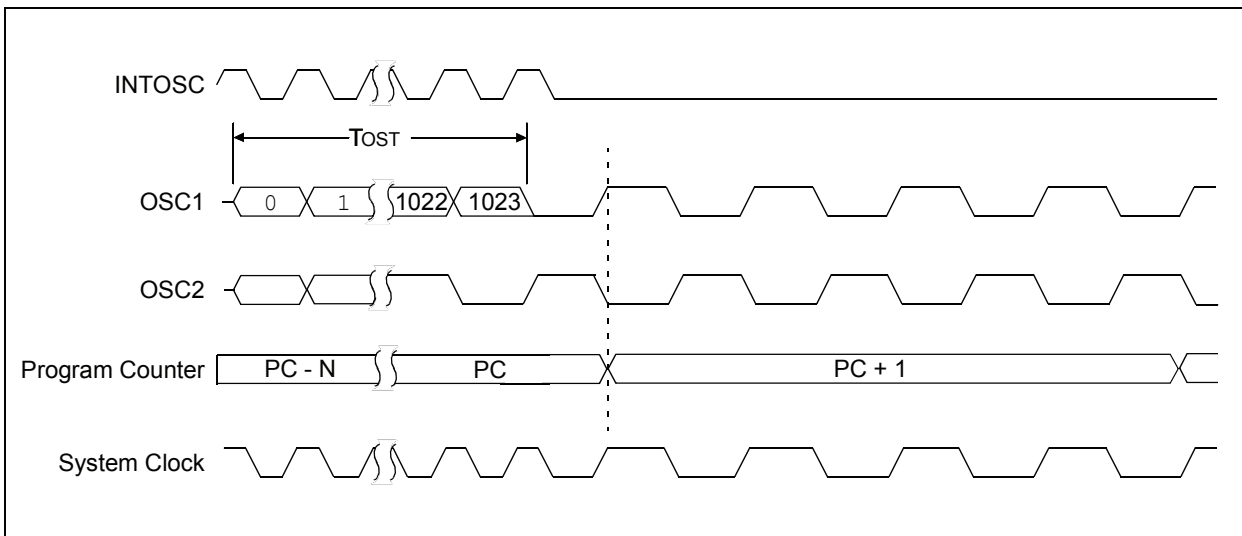 INTOSC
TOST
OSC1 0 1 1022 1023
OSC2
Program Counter PC - N PC PC + 1
System Clock